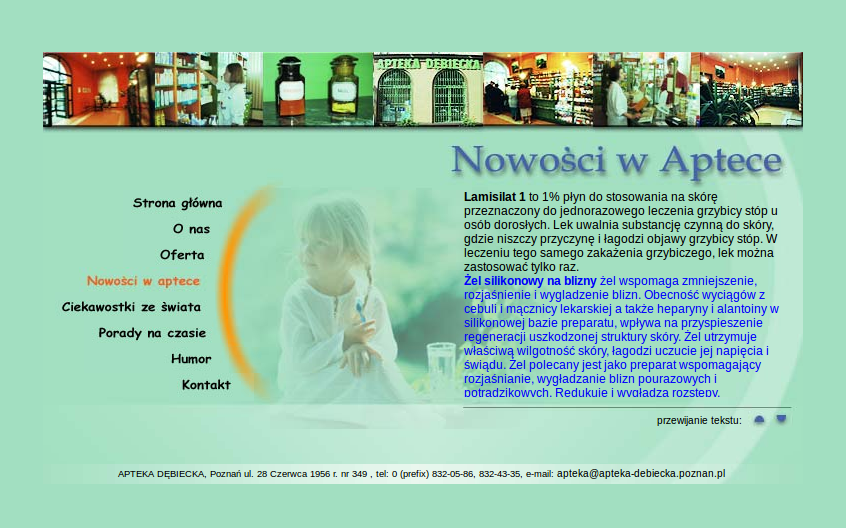 APTEKA DĘBIECKA
Nowości w Aptece
Strona główna
O nas
Oferta
Nowości w aptece
Ciekawostki ze świata
Porady na czasie
Humor
Kontakt
Lamisilat 1 to 1% płyn do stosowania na skórę
przeznaczony do jednorazowego leczenia grzybicy stóp u
osób dorosłych. Lek uwalnia substancję czynną do skóry,
gdzie niszczy przyczynę i łagodzi objawy grzybicy stóp. W
leczeniu tego samego zakażenia grzybiczego, lek można
zastosować tylko raz.
Żel silikonowy na blizny żel wspomaga zmniejszenie,
rozjaśnienie i wygladzenie blizn. Obecność wyciągów z
cebuli i mącznicy lekarskiej a także heparyny i alantoiny w
silikonowej bazie preparatu, wpływa na przyspieszenie
regeneracji uszkodzonej struktury skóry. Żel utrzymuje
właściwą wilgotność skóry, łagodzi uczucie jej napięcia i
świądu. Żel polecany jest jako preparat wspomagający
rozjaśnianie, wygładzanie blizn pourazowych i
potrądzikowych. Redukuje i wygładza rozstępy.
przewijanie tekstu:
APTEKA DĘBIECKA, Poznań ul. 28 Czerwca 1956 r. nr 349 , tel: 0 (prefix) 832-05-86, 832-43-35, e-mail: apteka@apteka-debiecka.poznan.pl